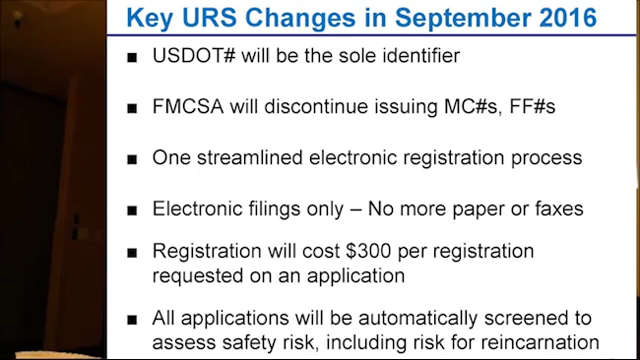 Key URS Changes in September 2016
■ USDOT# will be the sole identifier
■ FMCSA will discontinue issuing MC#s, FF#s
■ One streamlined electronic registration process
■ Electronic filings only – No more paper or faxes
■ Registration will cost $300 per registration
requested on an application
■ All applications will be automatically screened to
assess safety risk, including risk for reincarnation